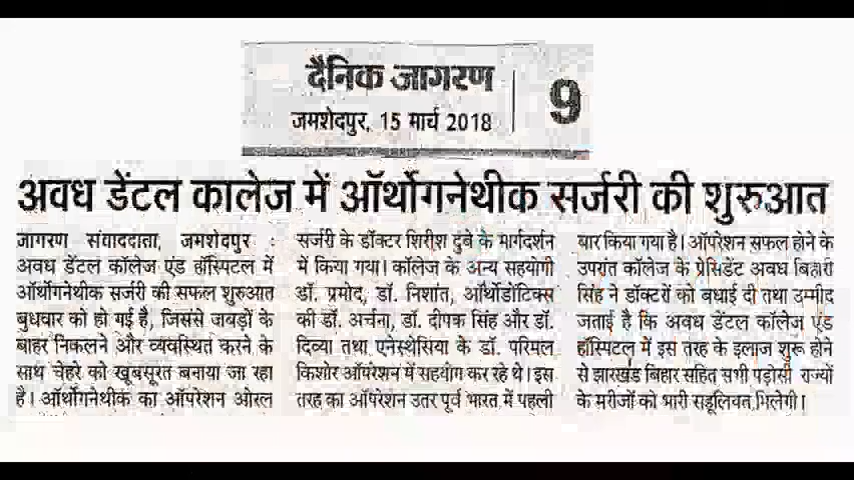 दैनिक जागरण
9
जमशेदपुर, 15 मार्च 2018
अवध डेंटल कालेज में ऑर्थोगनेथीक सर्जरी की शुरुआत
जागरण संवाददाता, जमशेदपुर :
अवध डेंटल कॉलेज एंड हॉस्पिटल में
ऑर्थोगनेथीक सर्जरी की सफल शुरुआत
बुधवार को हो गई है, जिससे जावड़ों के
बाहर निकलने और व्यवस्थित करने के
साथ चेहरे को खूबसूरत बनाया जा रहा
है। ऑर्थोगनेथीक का ऑपरेशन ओरल
सर्जरी के डॉक्टर शिरीश दुबे के मार्गदर्शन
में किया गया। कॉलेज के अन्य सहयोगी
डॉ. प्रमोद, डॉ. निशांत, ऑर्थोडोंटिक्स
की डॉ. अर्चना, डॉ. दीपक सिंह और डॉ.
दिव्या तथा एनेस्थेसिया के डॉ. परिमल
किशोर ऑपरेशन में सहयोग कर रहे थे। इस
तरह का ऑपरेशन उतर पूर्व भारत में पहली
बार किया गया है। ऑपरेशन सफल होने के
उपरांत कॉलेज के प्रेसिडेंट अवध बिहारी
सिंह ने डॉक्टरों को बधाई दी तथा उम्मीद
जताई है कि अवध डेंटल कॉलेज एंड
हॉस्पिटल में इस तरह के इलाज शुरू होने
से झारखंड बिहार सहित सभी पड़ोसी राज्यों
के मरीजों को भारी सहूलियत मिलेगी।